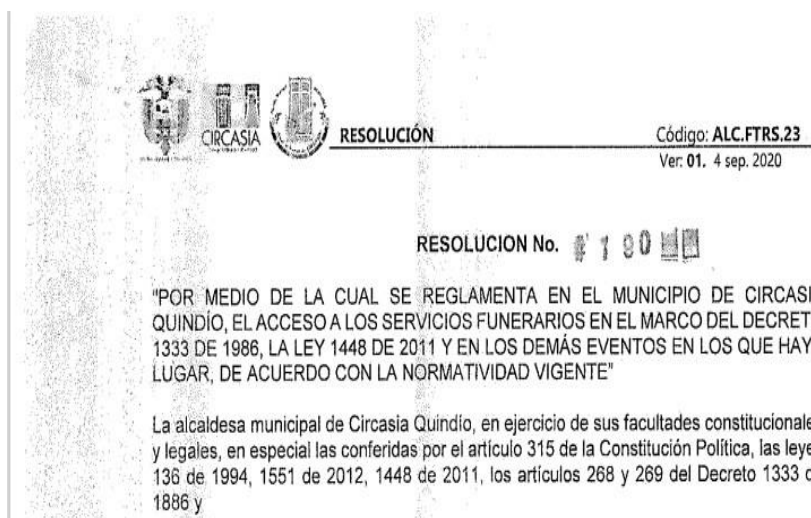 CIRCASIA
RESOLUCIÓN
Código: ALC.FTRS.23
Ver: 01. 4 sep. 2020
RESOLUCION No. # 190
"POR MEDIO DE LA CUAL SE REGLAMENTA EN EL MUNICIPIO DE CIRCASI
QUINDÍO, EL ACCESO A LOS SERVICIOS FUNERARIOS EN EL MARCO DEL DECRET
1333 DE 1986, LA LEY 1448 DE 2011 Y EN LOS DEMÁS EVENTOS EN LOS QUE HAY
LUGAR, DE ACUERDO CON LA NORMATIVIDAD VIGENTE"
La alcaldesa municipal de Circasia Quindío, en ejercicio de sus facultades constitucionale
y legales, en especial las conferidas por el artículo 315 de la Constitución Política, las leye
136 de 1994, 1551 de 2012, 1448 de 2011, los artículos 268 y 269 del Decreto 1333 d
1886 y